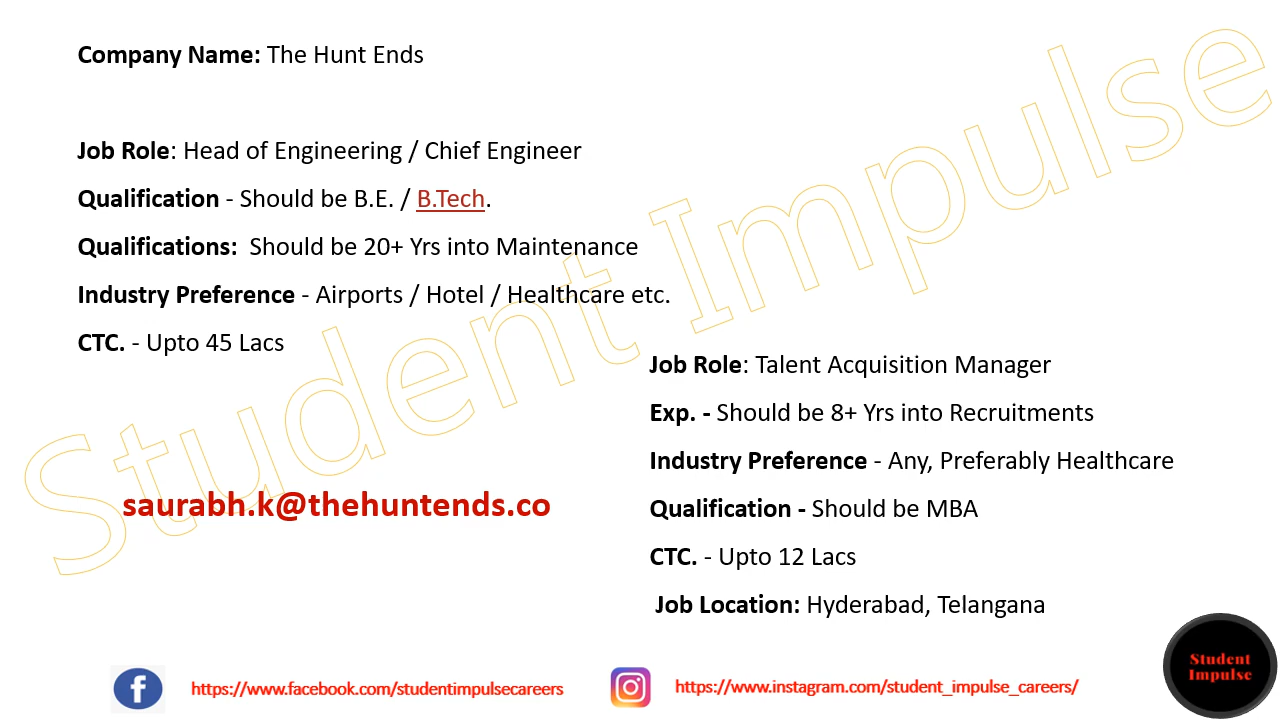 Company Name: The Hunt Ends
Job Role: Head of Engineering / Chief Engineer
Qualification - Should be B.E. / B.Tech.
Qualifications:  Should be 20+ Yrs into Maintenance
Industry Preference - Airports / Hotel / Healthcare etc.
CTC. - Upto 45 Lacs
saurabh.k@thehuntends.co
Job Role: Talent Acquisition Manager
Exp. - Should be 8+ Yrs into Recruitments
Industry Preference - Any, Preferably Healthcare
Qualification - Should be MBA
CTC. - Upto 12 Lacs
Job Location: Hyderabad, Telangana
Student Impulse
https://www.facebook.com/studentimpulsecareers
https://www.instagram.com/student_impulse_careers/
Student
Impulse